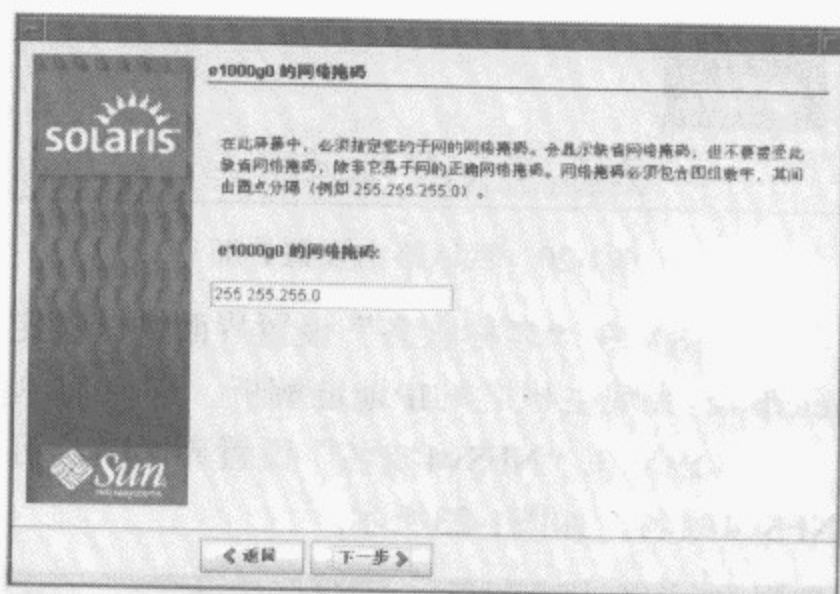 e1000g0 的网络掩码
solaris
在此屏幕中，必须指定您的子网的网络掩码。会显示缺省网络掩码，但不要接受此
缺省网络掩码，除非它是子网的正确网络掩码。网络掩码必须包含四组数字，其间
由圆点分隔（例如 255.255.255.0）。
e1000g0 的网络掩码:
255.255.255.0
Sun
microsystems
返回
下一步